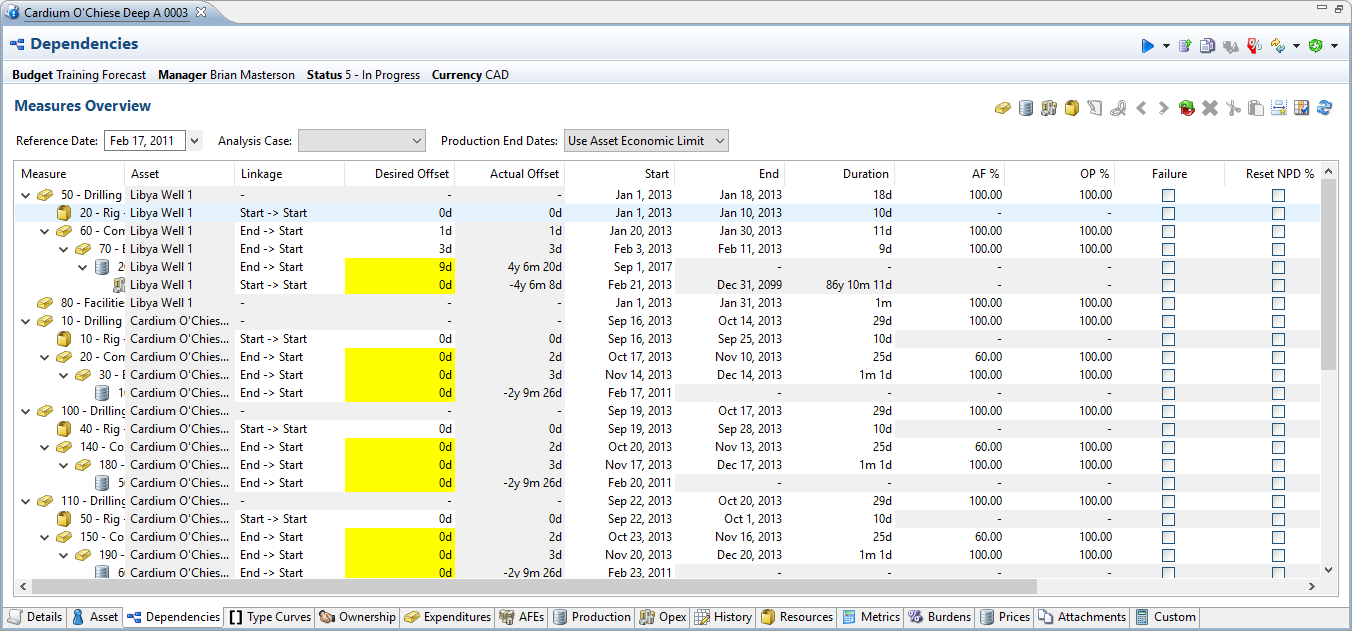 Cardium O'Chiese Deep A 0003
Dependencies
Budget Training Forecast Manager Brian Masterson Status 5 - In Progress Currency CAD
Measures Overview
Reference Date: Feb 17, 2011 Analysis Case: Production End Dates: Use Asset Economic Limit
Measure Asset Linkage Desired Offset Actual Offset Start End Duration AF % OP % Failure Reset NPD %
50 - Drilling Libya Well 1 - - - Jan 1, 2013 Jan 18, 2013 18d 100.00 100.00
20 - Rig - Libya Well 1 Start -> Start 0d 0d Jan 1, 2013 Jan 10, 2013 10d - -
60 - Com Libya Well 1 End -> Start 1d 1d Jan 20, 2013 Jan 30, 2013 11d 100.00 100.00
70 - E Libya Well 1 End -> Start 3d 3d Feb 3, 2013 Feb 11, 2013 9d 100.00 100.00
2 Libya Well 1 End -> Start 9d 4y 6m 20d Sep 1, 2017 - - - -
Libya Well 1 Start -> Start 0d -4y 6m 8d Feb 21, 2013 Dec 31, 2099 86y 10m 11d - -
80 - Facilities Libya Well 1 - - - Jan 1, 2013 Jan 31, 2013 1m 100.00 100.00
10 - Drilling Cardium O'Chies... - - - Sep 16, 2013 Oct 14, 2013 29d 100.00 100.00
10 - Rig - Cardium O'Chies... Start -> Start 0d 0d Sep 16, 2013 Sep 25, 2013 10d - -
20 - Com Cardium O'Chies... End -> Start 0d 2d Oct 17, 2013 Nov 10, 2013 25d 60.00 100.00
30 - E Cardium O'Chies... End -> Start 0d 3d Nov 14, 2013 Dec 14, 2013 1m 1d 100.00 100.00
1 Cardium O'Chies... End -> Start 0d -2y 9m 26d Feb 17, 2011 - - - -
100 - Drilling Cardium O'Chies... - - - Sep 19, 2013 Oct 17, 2013 29d 100.00 100.00
40 - Rig - Cardium O'Chies... Start -> Start 0d 0d Sep 19, 2013 Sep 28, 2013 10d - -
140 - Co Cardium O'Chies... End -> Start 0d 2d Oct 20, 2013 Nov 13, 2013 25d 60.00 100.00
180 - Cardium O'Chies... End -> Start 0d 3d Nov 17, 2013 Dec 17, 2013 1m 1d 100.00 100.00
5 Cardium O'Chies... End -> Start 0d -2y 9m 26d Feb 20, 2011 - - - -
110 - Drilling Cardium O'Chies... - - - Sep 22, 2013 Oct 20, 2013 29d 100.00 100.00
50 - Rig - Cardium O'Chies... Start -> Start 0d 0d Sep 22, 2013 Oct 1, 2013 10d - -
150 - Co Cardium O'Chies... End -> Start 0d 2d Oct 23, 2013 Nov 16, 2013 25d 60.00 100.00
190 - Cardium O'Chies... End -> Start 0d 3d Nov 20, 2013 Dec 20, 2013 1m 1d 100.00 100.00
6 Cardium O'Chies... End -> Start 0d -2y 9m 26d Feb 23, 2011 - - - -
Details Asset Dependencies Type Curves Ownership Expenditures AFEs Production Opex History Resources Metrics Burdens Prices Attachments Custom